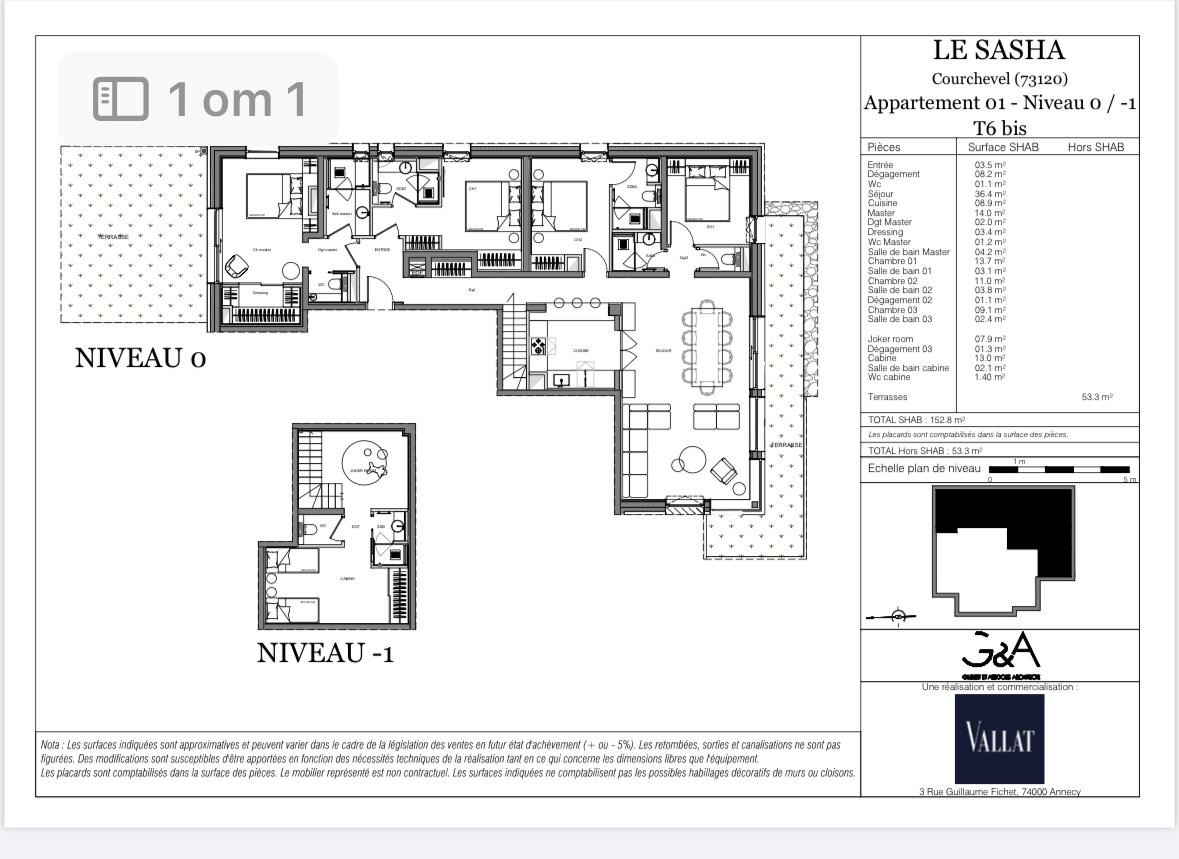 1 om 1
LE SASHA
Courchevel (73120)
Appartement 01 - Niveau 0 / -1
T6 bis
Pièces Surface SHAB Hors SHAB
Entrée 03.5 m²
Dégagement 08.2 m²
Wc 01.1 m²
Séjour 36.4 m²
Cuisine 08.9 m²
Master 14.0 m²
Dgt Master 02.0 m²
Dressing 03.4 m²
Wc Master 01.2 m²
Salle de bain Master 04.2 m²
Chambre 01 13.7 m²
Salle de bain 01 03.1 m²
Chambre 02 11.0 m²
Salle de bain 02 03.8 m²
Dégagement 02 01.1 m²
Chambre 03 09.1 m²
Salle de bain 03 02.4 m²
Joker room 07.9 m²
Dégagement 03 01.3 m²
Cabine 13.0 m²
Salle de bain cabine 02.1 m²
Wc cabine 1.40 m²
Terrasses 53.3 m²
TOTAL SHAB : 152.8 m²
Les placards sont comptabilsés dans la surface des pièces.
TOTAL Hors SHAB : 53.3 m²
Echelle plan de niveau
1 m
0 5 m
G&A
Une réalisation et commercialisation :
VALLAT
3 Rue Guillaume Fichet, 74000 Annecy
TERRASSE
Ch master
Dressing
Sdb master
Dgt master
WC
ENTREE
SDB1
CH1
CH2
SDB2
CH3
Dgt2
Wc
Dgt
CUISINE
SEJOUR
TERRASSE
NIVEAU 0
WC
DGT
SDB
CABINE
NIVEAU -1
Nota : Les surfaces indiquées sont approximatives et peuvent varier dans le cadre de la législation des ventes en futur état d'achèvement (+ ou - 5%). Les retombées, sorties et canalisations ne sont pas
figurées. Des modifications sont susceptibles d'être apportées en fonction des nécessités techniques de la réalisation tant en ce qui concerne les dimensions libres que l'équipement.
Les placards sont comptabilisés dans la surface des pièces. Le mobilier représenté est non contractuel. Les surfaces indiquées ne comptabilisent pas les possibles habillages décoratifs de murs ou cloisons.